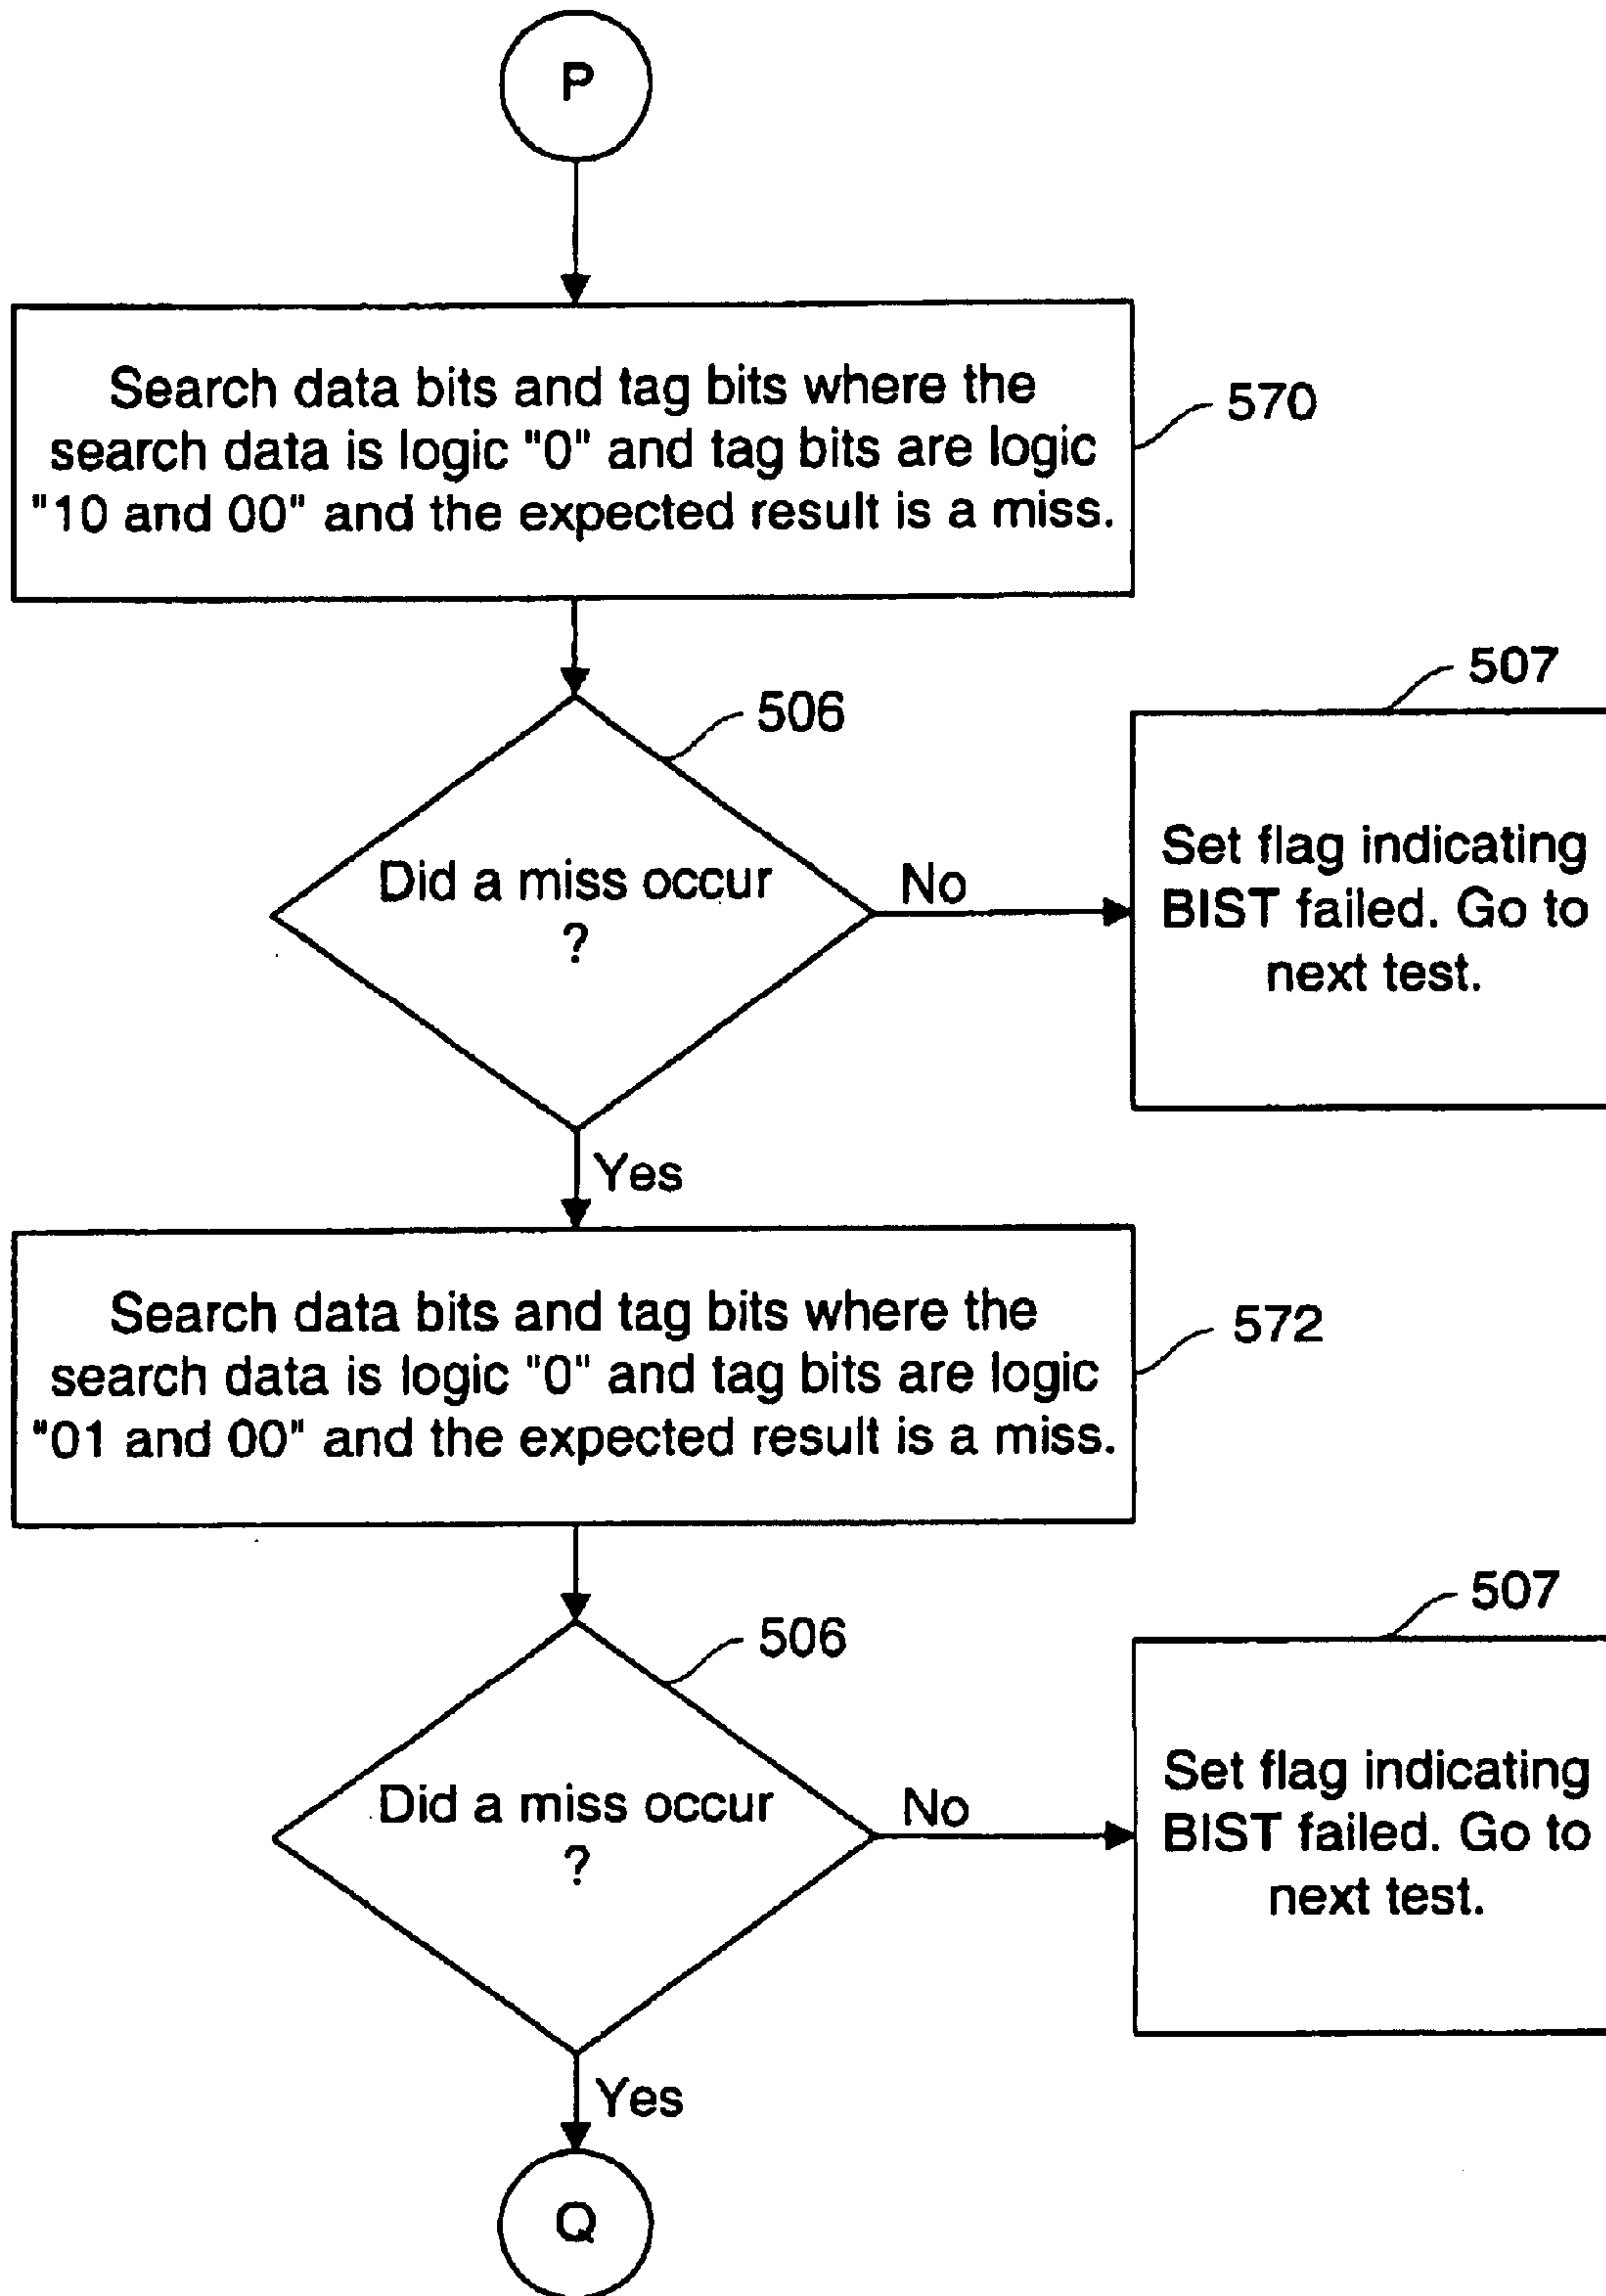 P
Search data bits and tag bits where the
search data is logic "0" and tag bits are logic
"10 and 00" and the expected result is a miss.
570
506
507
Did a miss occur
?
No
Set flag indicating
BIST failed. Go to
next test.
Yes
Search data bits and tag bits where the
search data is logic "0" and tag bits are logic
"01 and 00" and the expected result is a miss.
572
506
507
Did a miss occur
?
No
Set flag indicating
BIST failed. Go to
next test.
Yes
Q